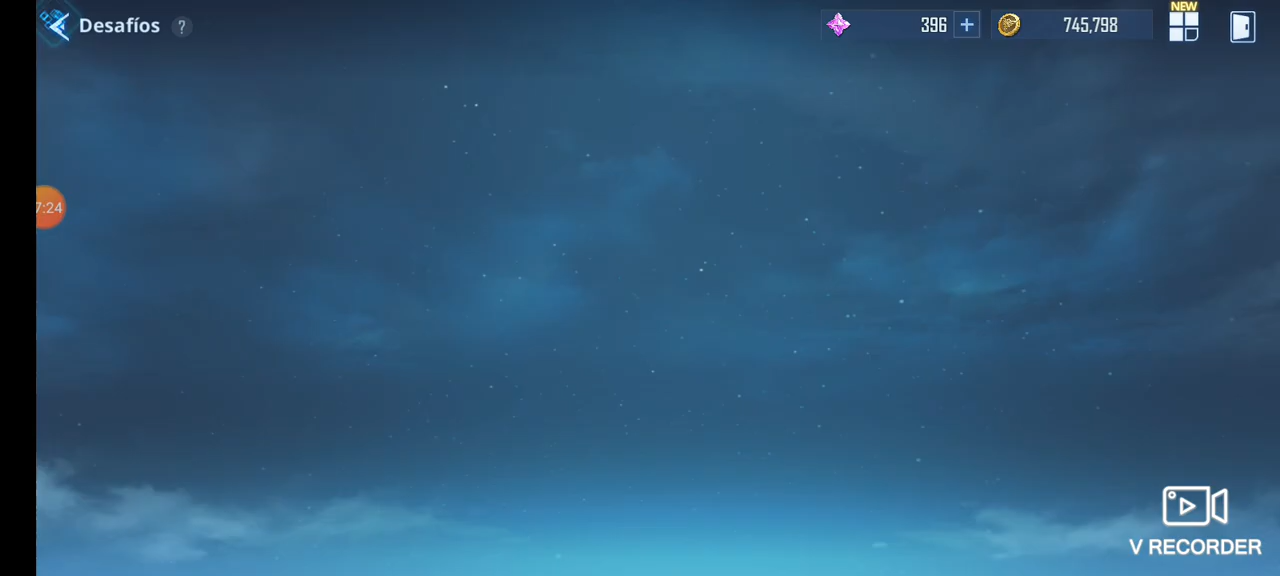 Desafíos ?
396 +
745,798
NEW
7:24
V RECORDER